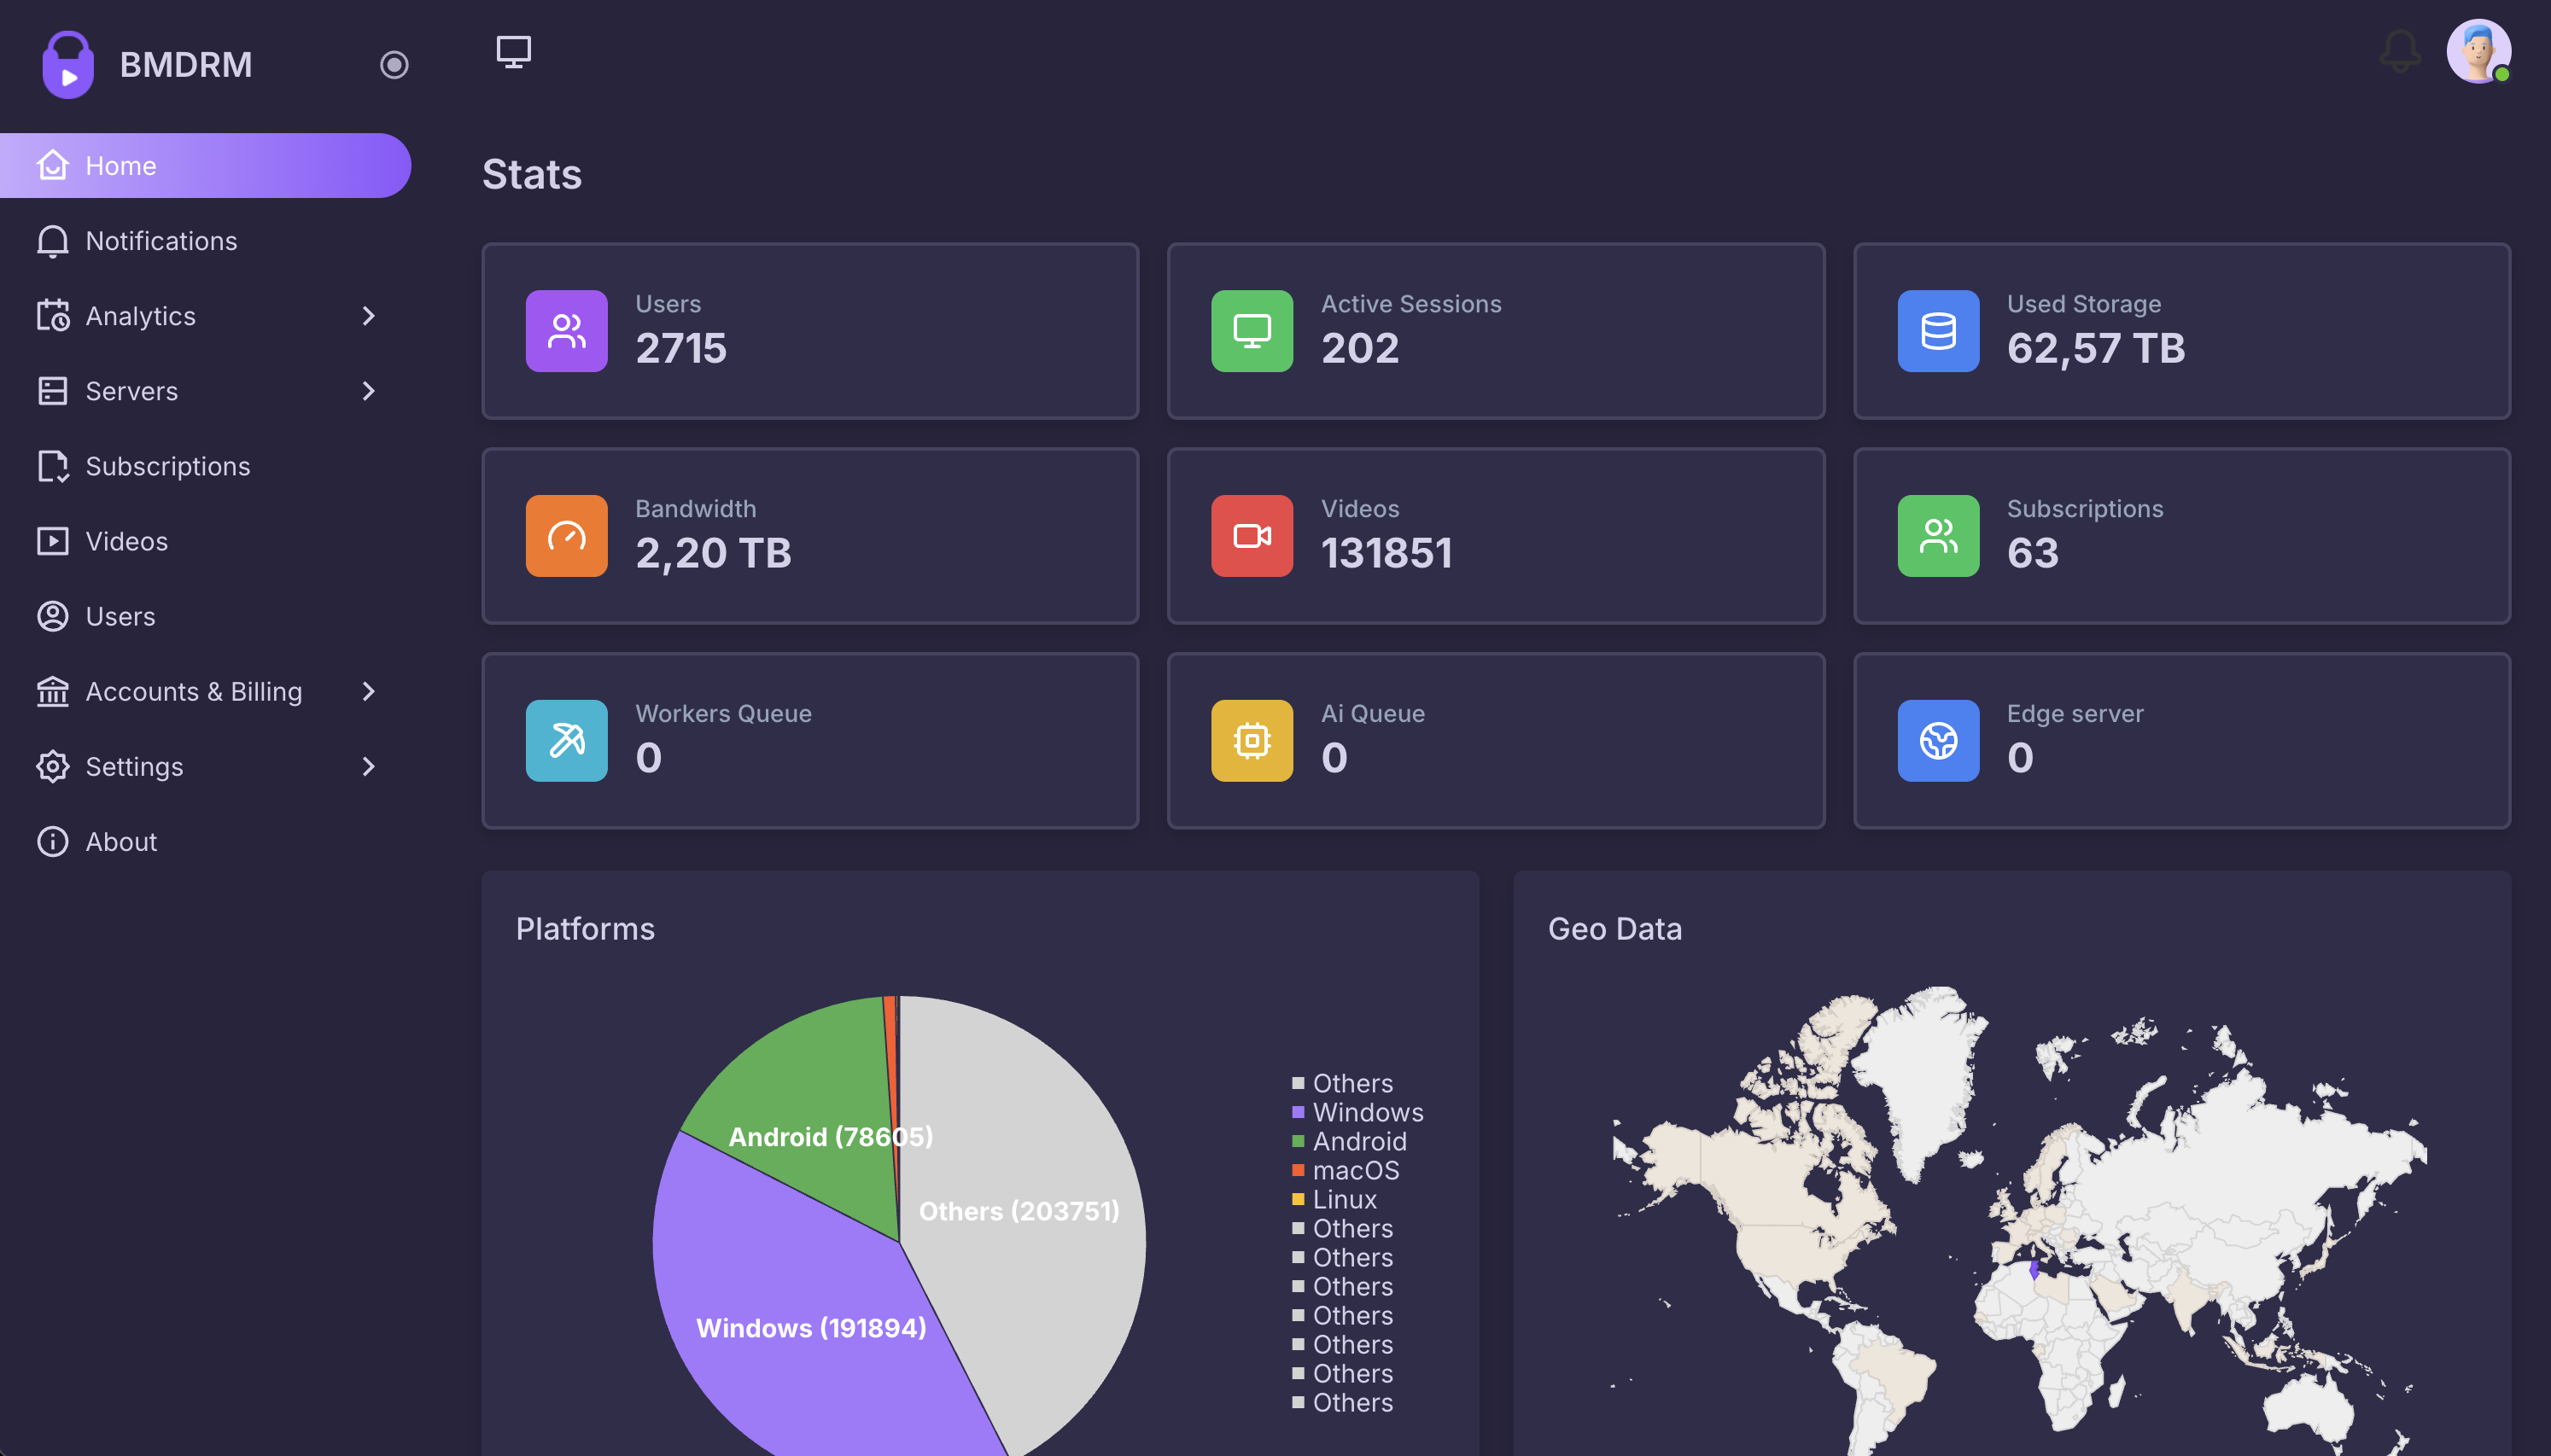 BMDRM
Home
Notifications
Analytics
Servers
Subscriptions
Videos
Users
Accounts & Billing
Settings
About
Stats
Users
2715
Active Sessions
202
Used Storage
62,57 TB
Bandwidth
2,20 TB
Videos
131851
Subscriptions
63
Workers Queue
0
Ai Queue
0
Edge server
0
Platforms
Android (78605)
Others (203751)
Windows (191894)
Others
Windows
Android
macOS
Linux
Others
Others
Others
Others
Others
Others
Others
Geo Data